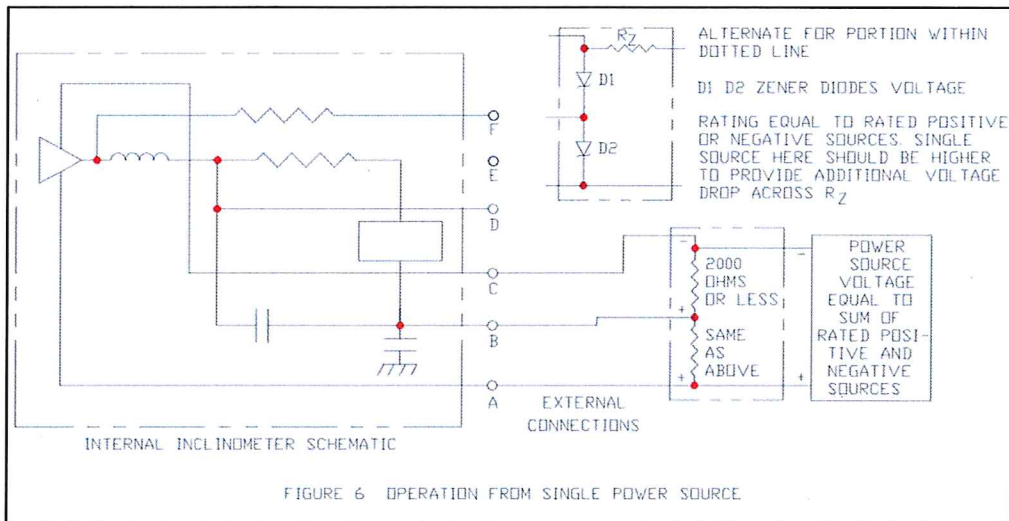 R_Z
D1
D2
ALTERNATE FOR PORTION WITHIN
DOTTED LINE
D1 D2 ZENER DIODES VOLTAGE
RATING EQUAL TO RATED POSITIVE
OR NEGATIVE SOURCES. SINGLE
SOURCE HERE SHOULD BE HIGHER
TO PROVIDE ADDITIONAL VOLTAGE
DROP ACROSS R_Z
F
E
D
C
B
A
-
2000
OHMS
OR LESS
+
SAME
AS
ABOVE
+
-
+
POWER
SOURCE
VOLTAGE
EQUAL TO
SUM OF
RATED POSI-
TIVE AND
NEGATIVE
SOURCES
EXTERNAL
CONNECTIONS
INTERNAL INCLINOMETER SCHEMATIC
FIGURE 6 OPERATION FROM SINGLE POWER SOURCE